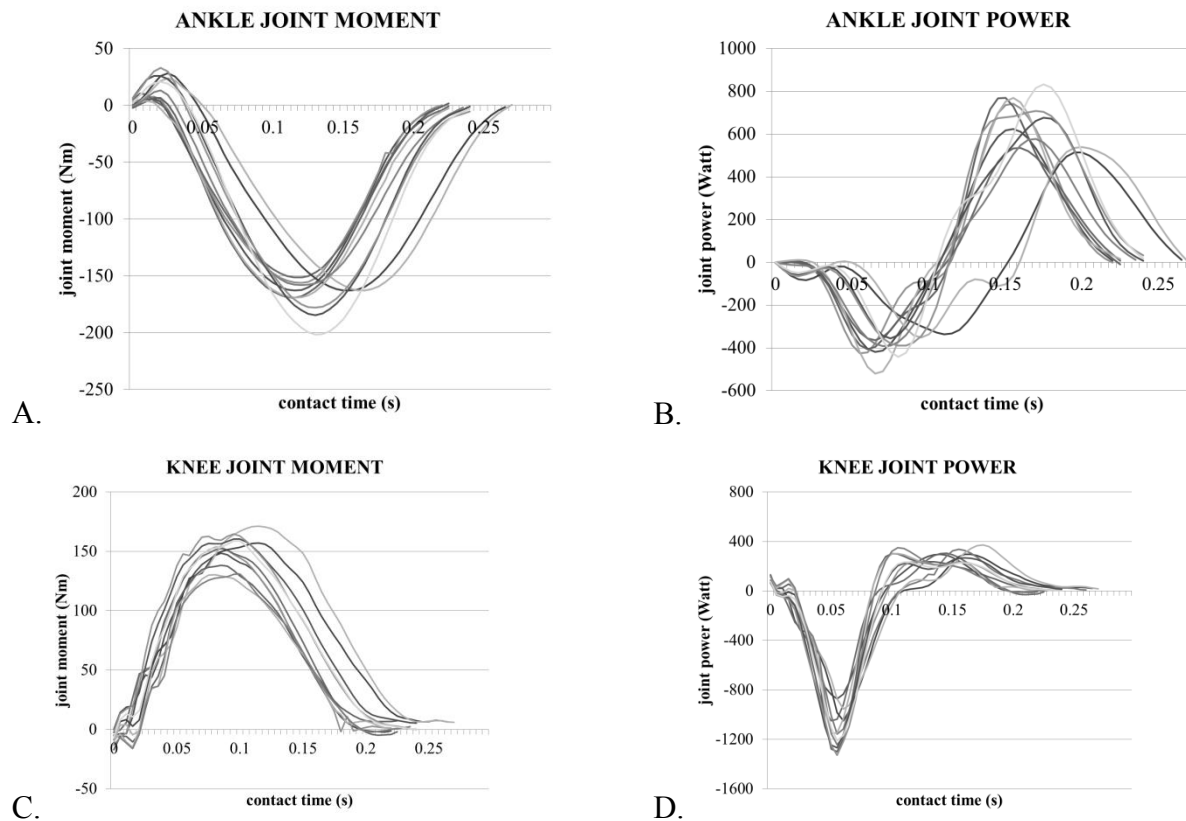 ANKLE JOINT MOMENT
50
0
-50
-100
-150
-200
-250
0 0.05 0.1 0.15 0.2 0.25
joint moment (Nm)
contact time (s)
A.
ANKLE JOINT POWER
1000
800
600
400
200
0
-200
-400
-600
0 0.05 0.1 0.15 0.2 0.25
joint power (Watt)
contact time (s)
B.
KNEE JOINT MOMENT
200
150
100
50
0
-50
0 0.05 0.1 0.15 0.2 0.25
joint moment (Nm)
contact time (s)
C.
KNEE JOINT POWER
800
400
0
-400
-800
-1200
-1600
0 0.05 0.1 0.15 0.2 0.25
joint power (Watt)
contact time (s)
D.